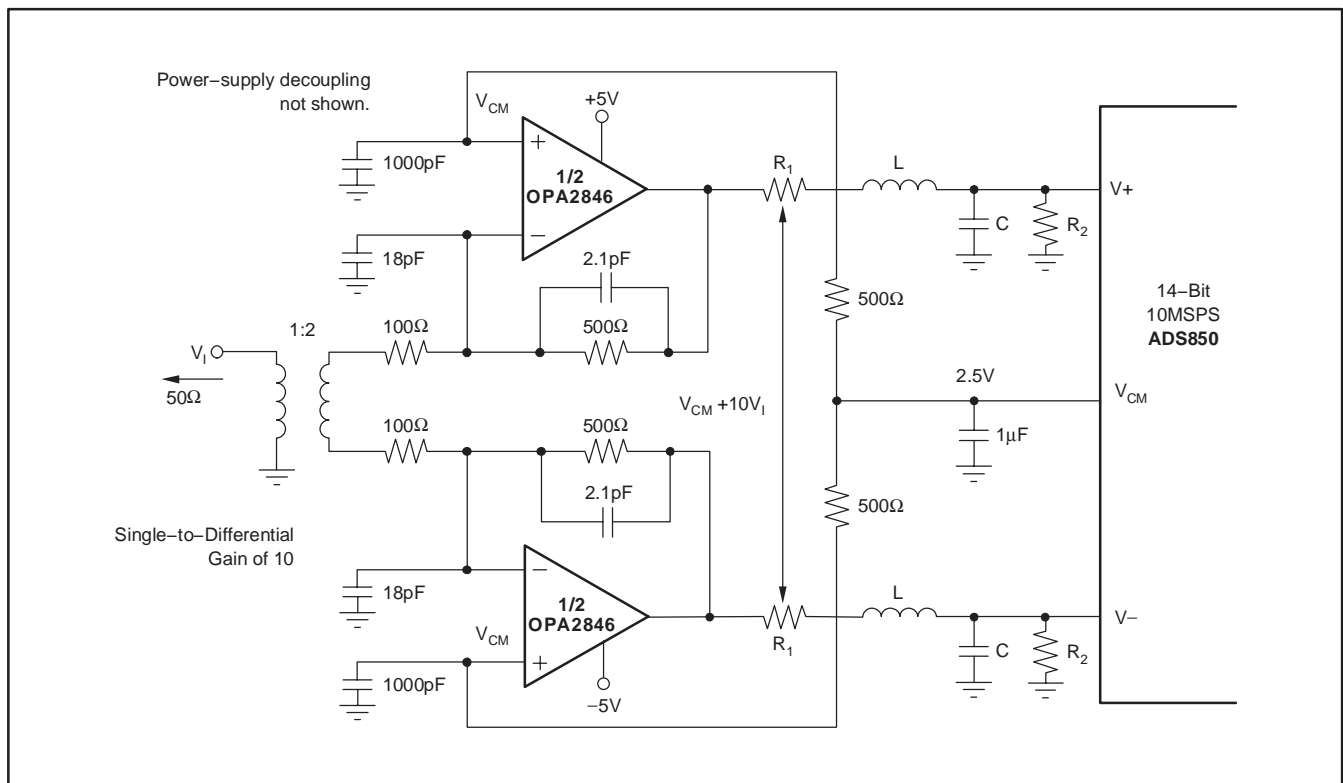 Power−supply decoupling
not shown.
V_CM
+5V
1000pF
+
1/2
OPA2846
−
R_1
L
V+
C
R_2
18pF
2.1pF
500Ω
14−Bit
10MSPS
ADS850
1:2
100Ω
500Ω
V_I
50Ω
2.5V
V_CM +10V_I
V_CM
100Ω
500Ω
1μF
2.1pF
500Ω
Single−to−Differential
Gain of 10
18pF
−
1/2
OPA2846
L
V−
V_CM
+
R_1
C
R_2
1000pF
−5V